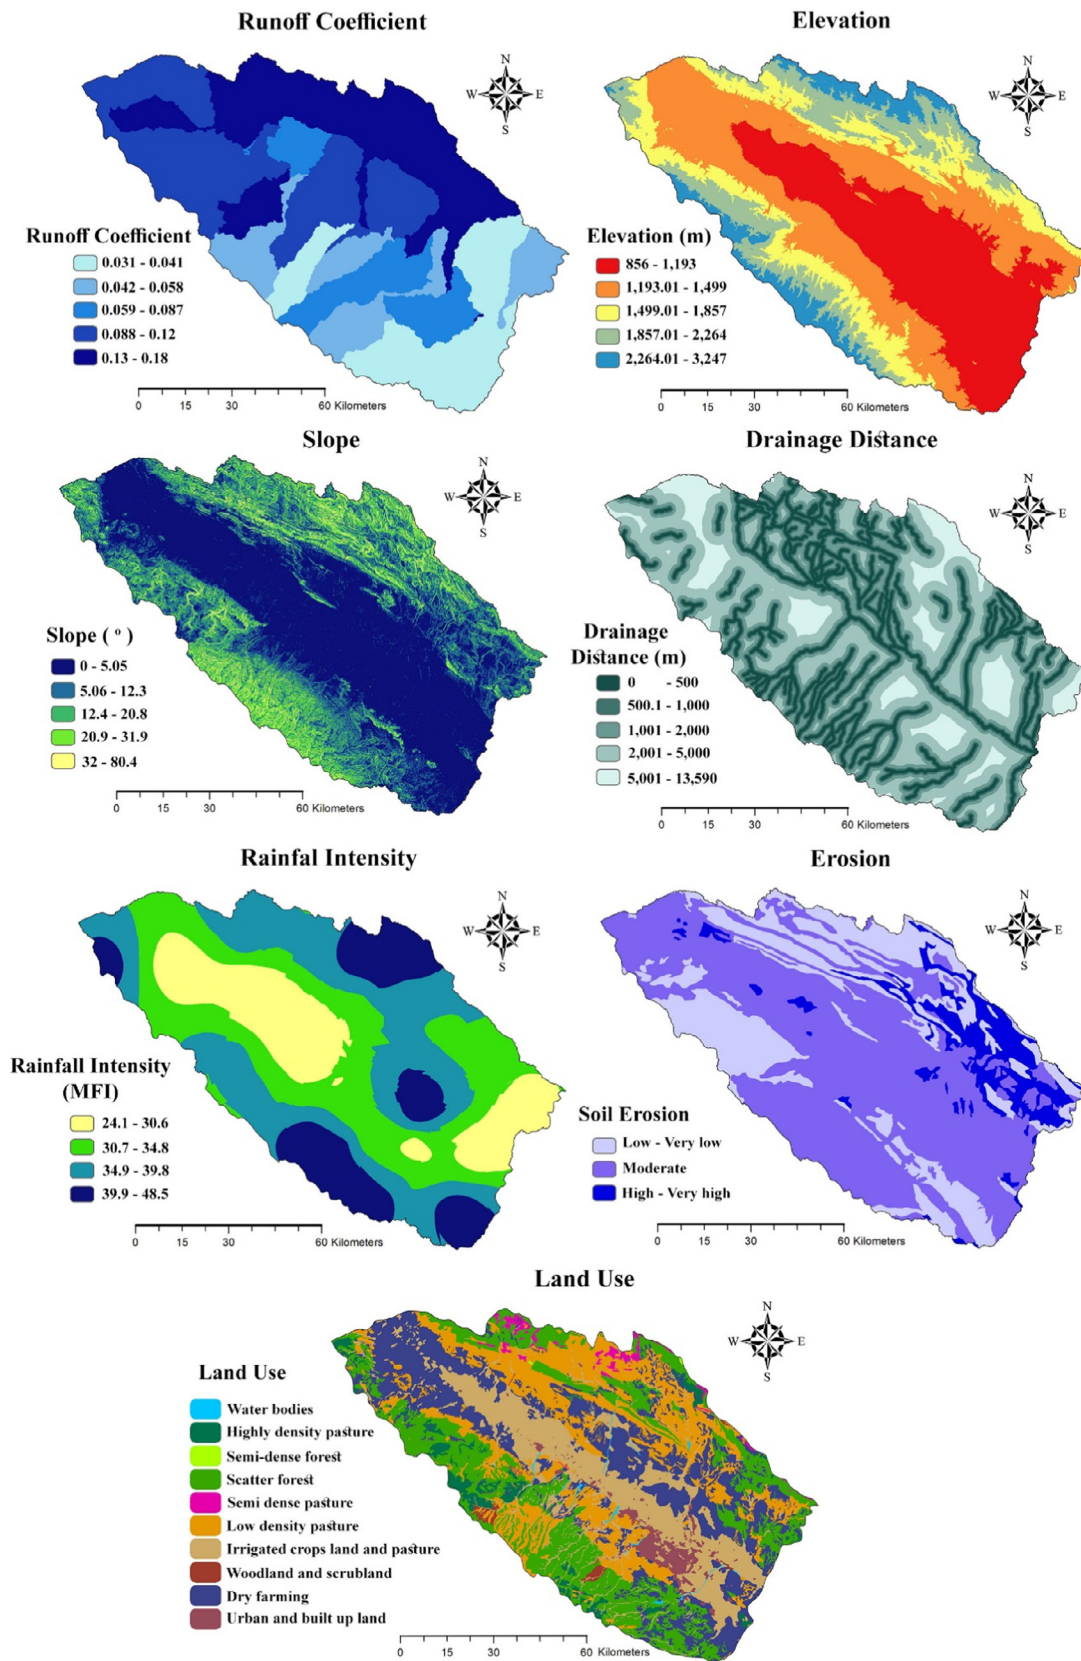 Runoff Coefficient
N
W E
S
Runoff Coefficient
0.031 - 0.041
0.042 - 0.058
0.059 - 0.087
0.088 - 0.12
0.13 - 0.18
0 15 30 60 Kilometers
Elevation
N
W E
S
Elevation (m)
856 - 1,193
1,193.01 - 1,499
1,499.01 - 1,857
1,857.01 - 2,264
2,264.01 - 3,247
0 15 30 60 Kilometers
Slope
N
W E
S
Slope ( º )
0 - 5.05
5.06 - 12.3
12.4 - 20.8
20.9 - 31.9
32 - 80.4
0 15 30 60 Kilometers
Drainage Distance
N
W E
S
Drainage
Distance (m)
0 - 500
500.1 - 1,000
1,001 - 2,000
2,001 - 5,000
5,001 - 13,590
0 15 30 60 Kilometers
Rainfal Intensity
N
W E
S
Rainfall Intensity
(MFI)
24.1 - 30.6
30.7 - 34.8
34.9 - 39.8
39.9 - 48.5
0 15 30 60 Kilometers
Erosion
N
W E
S
Soil Erosion
Low - Very low
Moderate
High - Very high
0 15 30 60 Kilometers
Land Use
N
W E
S
Land Use
Water bodies
Highly density pasture
Semi-dense forest
Scatter forest
Semi dense pasture
Low density pasture
Irrigated crops land and pasture
Woodland and scrubland
Dry farming
Urban and built up land
0 15 30 60 Kilometers